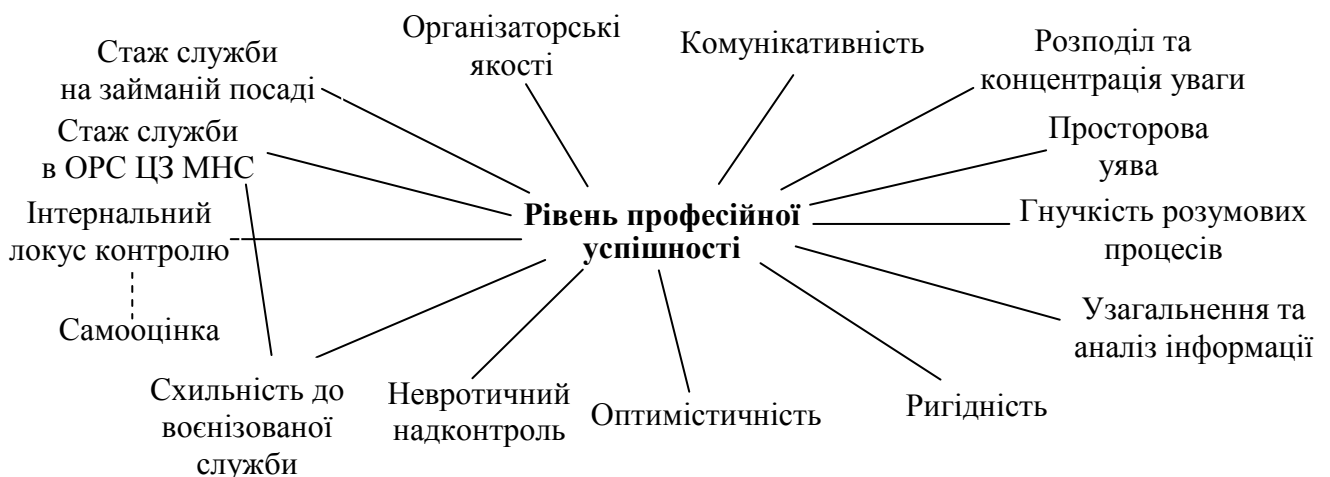 Організаторські
якості
Комунікативність
Розподіл та
концентрація уваги
Стаж служби
на займаній посаді
Стаж служби
в ОРС ЦЗ МНС
Просторова
уява
Інтернальний
локус контролю
Рівень професійної
успішності
Гнучкість розумових
процесів
Самооцінка
Узагальнення та
аналіз інформації
Схильність до
воєнізованої
служби
Невротичний
надконтроль
Оптимістичність
Ригідність